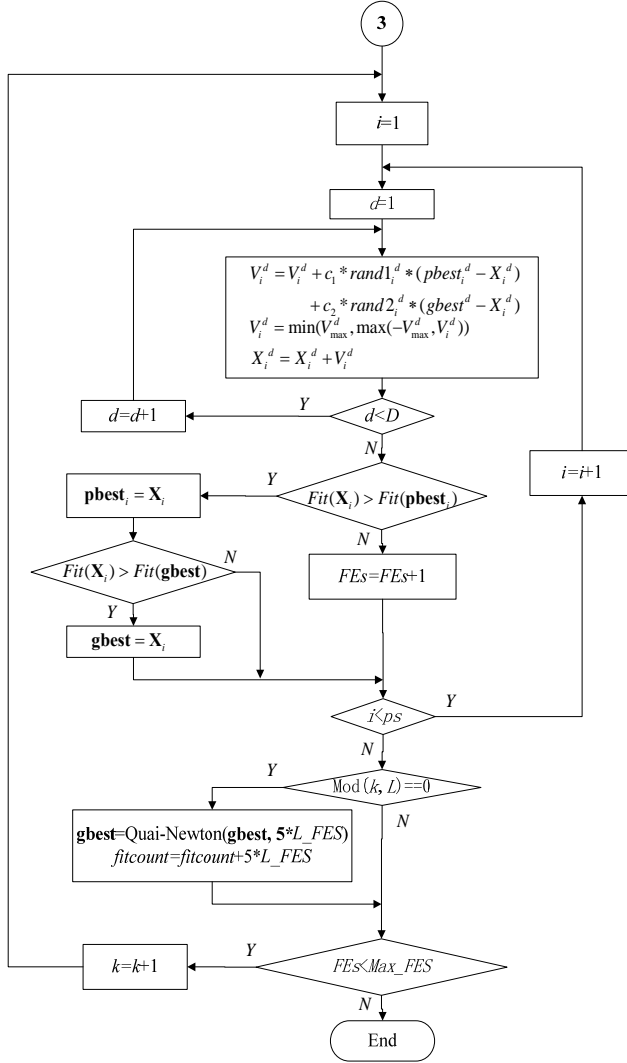 3
i=1
d=1
V_i^d = V_i^d + c_1 * rand1_i^d * (pbest_i^d − X_i^d)
+ c_2 * rand2_i^d * (gbest^d − X_i^d)
V_i^d = min(V_max^d, max(−V_max^d, V_i^d))
X_i^d = X_i^d + V_i^d
Y
d=d+1
d<D
N
i=i+1
Y
pbest_i = X_i
Fit(X_i) > Fit(pbest_i)
N
N
Fit(X_i) > Fit(gbest)
FEs=FEs+1
Y
gbest = X_i
Y
i<ps
N
Y
Mod(k, L)==0
N
gbest=Quai-Newton(gbest, 5*L_FES)
fitcount=fitcount+5*L_FES
Y
k=k+1
FEs<Max_FES
N
End